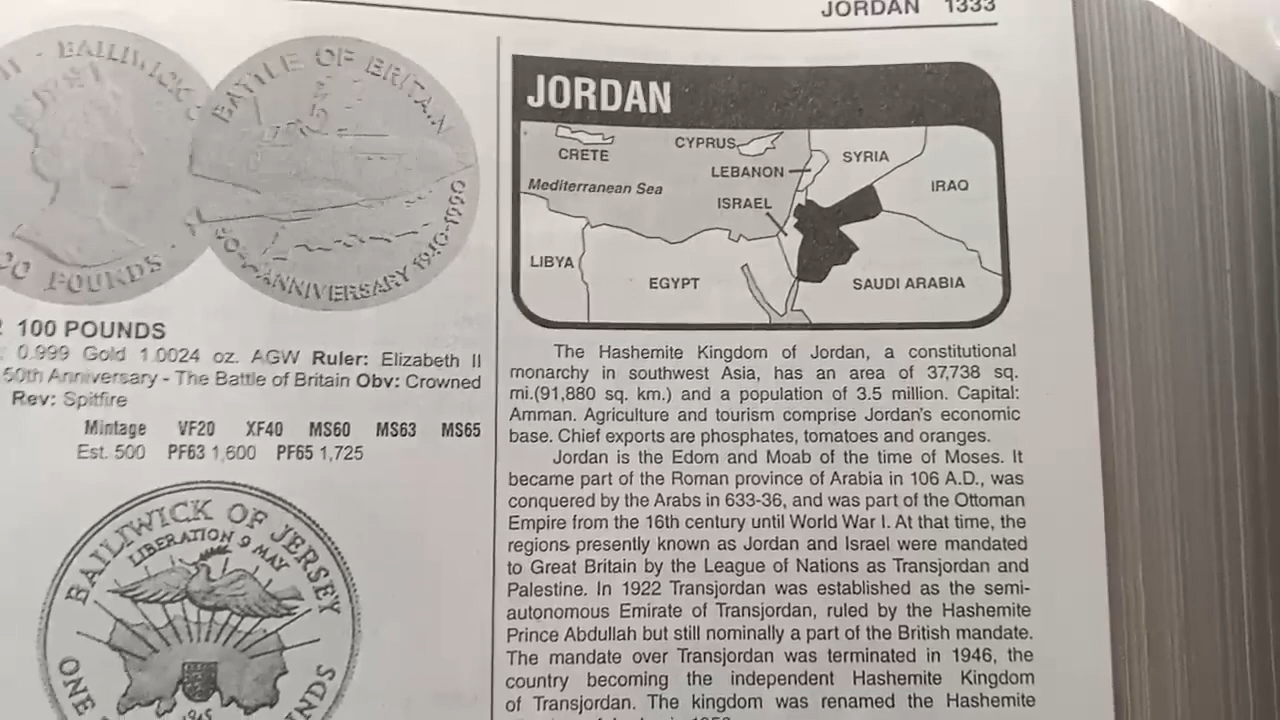 JORDAN 1333
BAILIWICK
POUNDS
BATTLE OF BRITAIN
50TH ANNIVERSARY 1940-1990
100 POUNDS
0.999 Gold 1.0024 oz. AGW Ruler: Elizabeth II
50th Anniversary - The Battle of Britain Obv: Crowned
Rev: Spitfire
Mintage VF20 XF40 MS60 MS63 MS65
Est. 500 PF63 1,600 PF65 1,725
BAILIWICK OF JERSEY
LIBERATION 9 MAY
ONE
1945
JORDAN
CRETE
CYPRUS
SYRIA
LEBANON
Mediterranean Sea
IRAQ
ISRAEL
LIBYA
EGYPT
SAUDI ARABIA
The Hashemite Kingdom of Jordan, a constitutional
monarchy in southwest Asia, has an area of 37,738 sq.
mi.(91,880 sq. km.) and a population of 3.5 million. Capital:
Amman. Agriculture and tourism comprise Jordan's economic
base. Chief exports are phosphates, tomatoes and oranges.
Jordan is the Edom and Moab of the time of Moses. It
became part of the Roman province of Arabia in 106 A.D., was
conquered by the Arabs in 633-36, and was part of the Ottoman
Empire from the 16th century until World War I. At that time, the
regions presently known as Jordan and Israel were mandated
to Great Britain by the League of Nations as Transjordan and
Palestine. In 1922 Transjordan was established as the semi-
autonomous Emirate of Transjordan, ruled by the Hashemite
Prince Abdullah but still nominally a part of the British mandate.
The mandate over Transjordan was terminated in 1946, the
country becoming the independent Hashemite Kingdom
of Transjordan. The kingdom was renamed the Hashemite